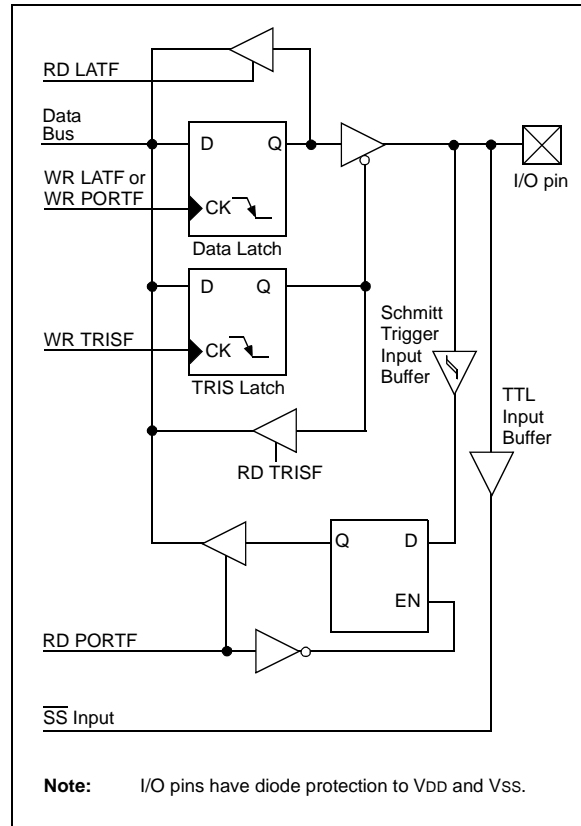 RD LATF
Data
Bus
D Q
I/O pin
WR LATF or
WR PORTF
CK
Data Latch
D Q
Schmitt
Trigger
Input
Buffer
WR TRISF
CK
TRIS Latch
TTL
Input
Buffer
RD TRISF
Q D
EN
RD PORTF
SS Input
Note: I/O pins have diode protection to VDD and VSS.